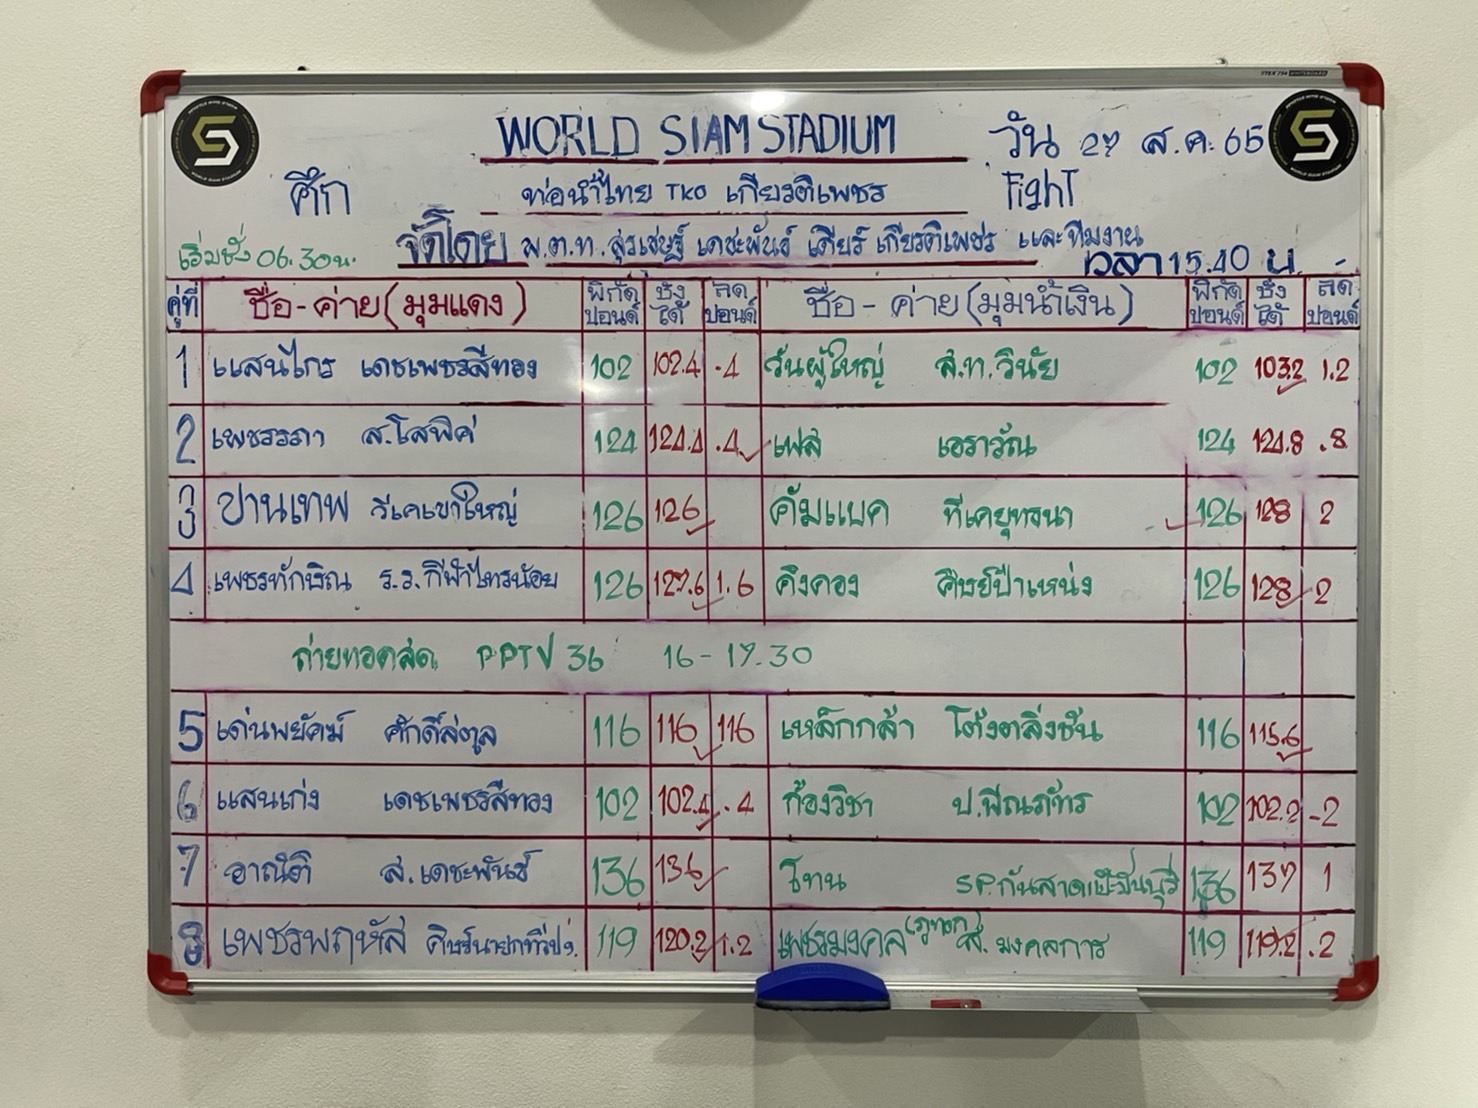 WORLD SIAM STADIUM วัน 27 ส.ค. 65
ศึก ท่อน้ำไทย TKO เกียรติเพชร FighT
เริ่มชั่ง 06.30น. จัดโดย พ.ต.ท. สุรเชษฐ์ เดชะพันธ์ เคียร์ เกียรติเพชร และทีมงาน เวลา 15.40 น. -
คู่ที่ ชื่อ-ค่าย (มุมแดง) พิกัดปอนด์ ชั่งได้ ลดปอนด์ ชื่อ-ค่าย (มุมน้ำเงิน) พิกัดปอนด์ ชั่งได้ ลดปอนด์
1 แสนไกร เดชเพชรสีทอง 102 102.4 .4 วันผู้ใหญ่ ส.ท.วินัย 102 103.2 1.2
2 เพชรรดา ส.โสพิศ 124 124.4 .4 เฟส เอราวัณ 124 124.8 .8
3 ปานเทพ วีเคเขาใหญ่ 126 126 คัมแบค ทีเคยุทธนา 126 128 2
4 เพชรทักษิณ ร.ร.กีฬาไทรน้อย 126 127.6 1.6 คิงคอง ศิษย์ป๋าเหน่ง 126 128 2
ถ่ายทอดสด PPTV 36 16-17.30
5 เด่นพยัคฆ์ ศักดิ์สตูล 116 116 116 เหล็กกล้า โต้งตลิ่งชัน 116 115.6
6 แสนเก่ง เดชเพชรสีทอง 102 102.4 .4 ก้องวิชา ป.พีณภัทร 102 102.2 .2
7 อาณัติ ส.เดชะพันธ์ 136 136 โทน SP.กันสาดเป๊ะมีนบุรี 136 137 1
8 เพชรพฤหัส ศิษย์นายก 119 120.2 1.2 เพชรมงคล (ภูทอก) ส.มงคลการ 119 119.2 .2